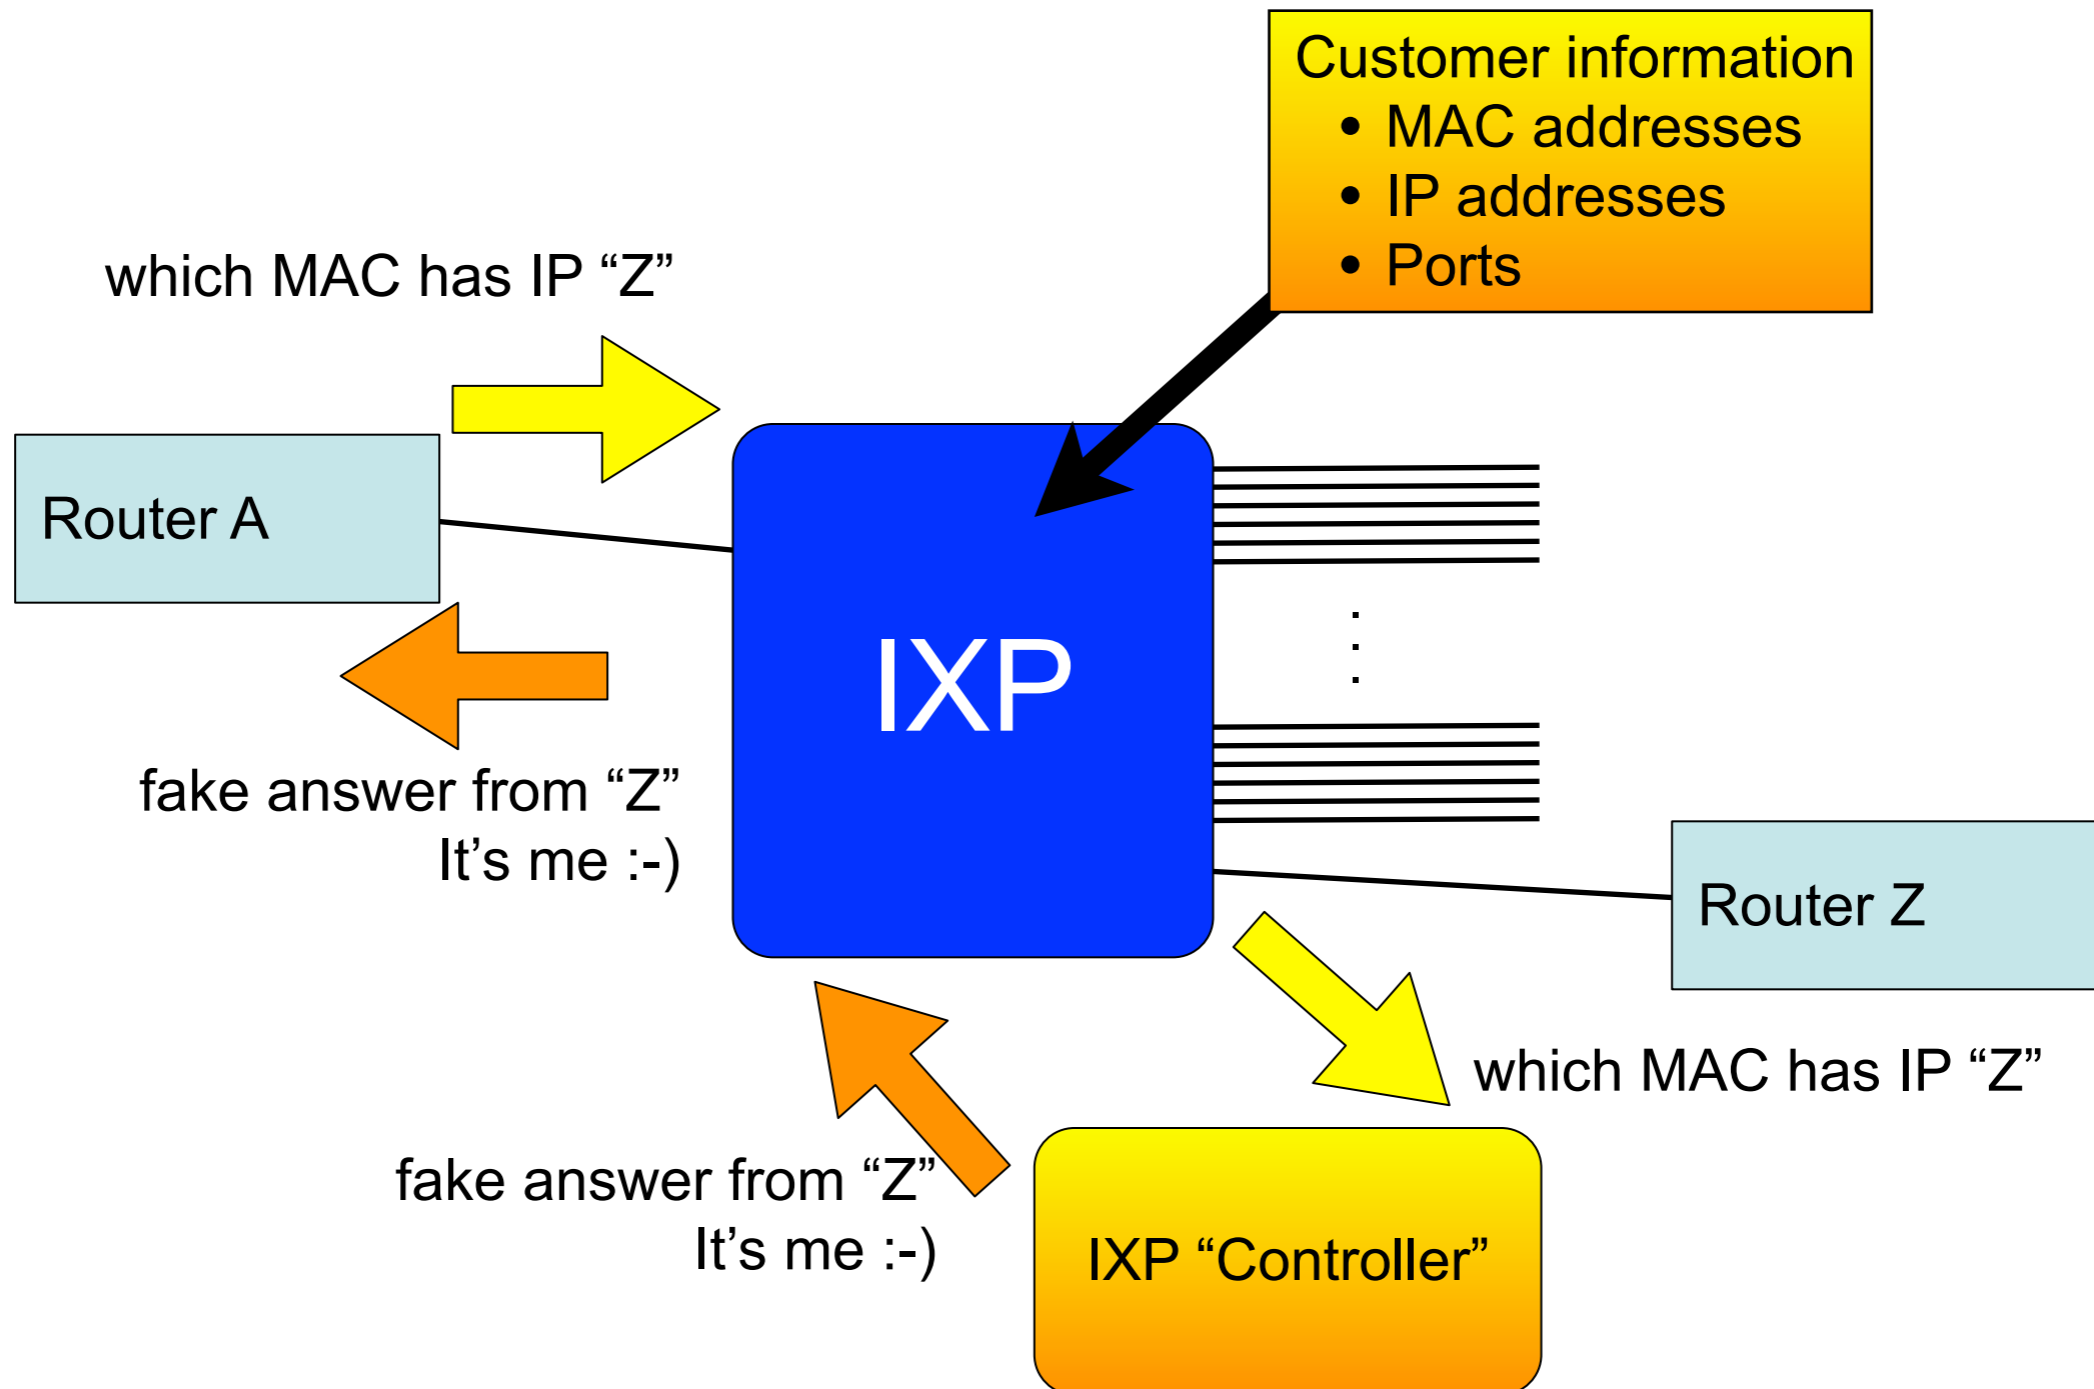 Customer information
• MAC addresses
• IP addresses
• Ports
which MAC has IP “Z”
Router A
IXP
fake answer from “Z”
It’s me :-)
Router Z
which MAC has IP “Z”
fake answer from “Z”
It’s me :-)
IXP “Controller”